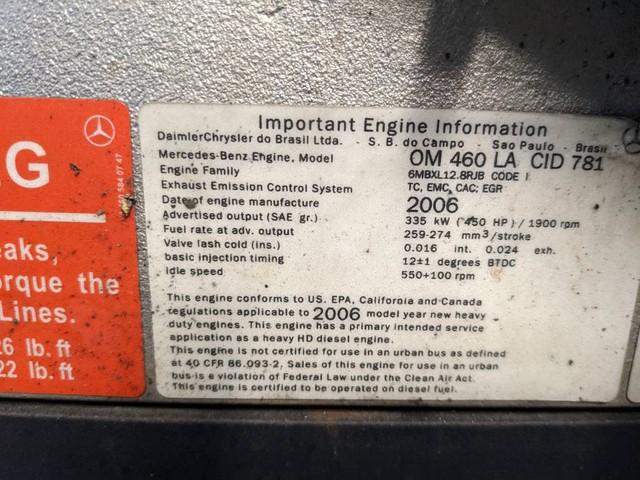 Important Engine Information
DaimlerChrysler do Brasil Ltda. - S. B. do Campo - Sao Paulo - Brasil
Mercedes-Benz Engine, Model OM 460 LA CID 781
Engine Family 6MBXL12.8RJB CODE I
Exhaust Emission Control System TC, EMC, CAC; EGR
Date of engine manufacture 2006
Advertised output (SAE gr.) 335 kW (450 HP) / 1900 rpm
Fuel rate at adv. output 259-274 mm³/stroke
Valve lash cold (ins.) 0.016 int. 0.024 exh.
basic injection timing 12±1 degrees BTDC
Idle speed 550+100 rpm
This engine conforms to US. EPA, California and Canada
regulations applicable to 2006 model year new heavy
duty engines. This engine has a primary intended service
application as a heavy HD diesel engine.
This engine is not certified for use in an urban bus as defined
at 40 CFR 86.093-2, Sales of this engine for use in an urban
bus is a violation of Federal Law under the Clean Air Act.
This engine is certified to be operated on diesel fuel.
G
eaks,
orque the
Lines.
26 lb.ft
22 lb.ft
584 07 47